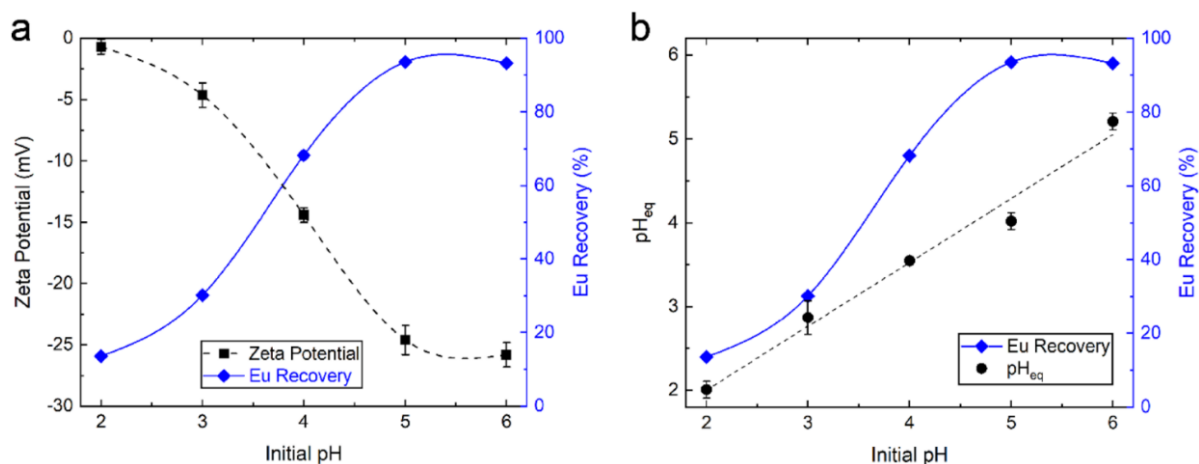 a
0
-5
-10
-15
-20
-25
-30
Zeta Potential (mV)
2 3 4 5 6
Initial pH
100
80
60
40
20
0
Eu Recovery (%)
Zeta Potential
Eu Recovery
b
6
5
4
3
2
pHeq
2 3 4 5 6
Initial pH
100
80
60
40
20
0
Eu Recovery (%)
Eu Recovery
pHeq